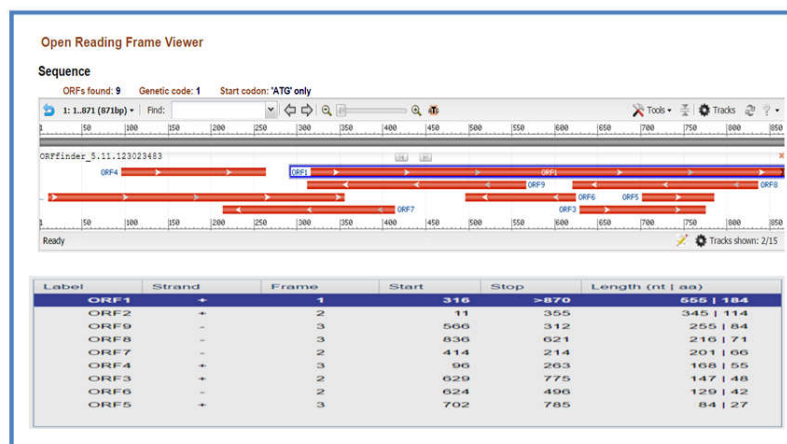 Open Reading Frame Viewer
Sequence
ORFs found: 9 Genetic code: 1 Start codon: 'ATG' only
1: 1..871 (871bp) Find: Tools Tracks ?
1 50 100 150 200 250 300 350 400 450 500 550 600 650 700 750 800 850
ORFfinder_5.11.123023483
ORF4 ORF1 ORF1
ORF9 ORF8
ORF6 ORF5
ORF7 ORF3
1 50 100 150 200 250 300 350 400 450 500 550 600 650 700 750 800 850
Ready Tracks shown: 2/15
Label Strand Frame Start Stop Length (nt | aa)
ORF1 + 1 316 >870 555 | 184
ORF2 + 2 11 355 345 | 114
ORF9 - 3 566 312 255 | 84
ORF8 - 3 836 621 216 | 71
ORF7 - 2 414 214 201 | 66
ORF4 + 3 96 263 168 | 55
ORF3 + 2 629 775 147 | 48
ORF6 - 2 624 496 129 | 42
ORF5 + 3 702 785 84 | 27